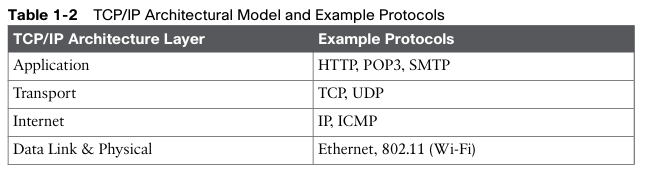 Table 1-2 TCP/IP Architectural Model and Example Protocols
TCP/IP Architecture Layer Example Protocols
Application HTTP, POP3, SMTP
Transport TCP, UDP
Internet IP, ICMP
Data Link & Physical Ethernet, 802.11 (Wi-Fi)